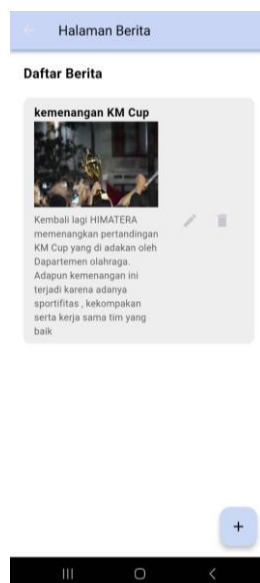 Halaman Berita
Daftar Berita
kemenangan KM Cup
Kembali lagi HIMATERA
memenangkan pertandingan
KM Cup yang di adakan oleh
Dapartemen olahraga.
Adapun kemenangan ini
terjadi karena adanya
sportifitas , kekompakan
serta kerja sama tim yang
baik